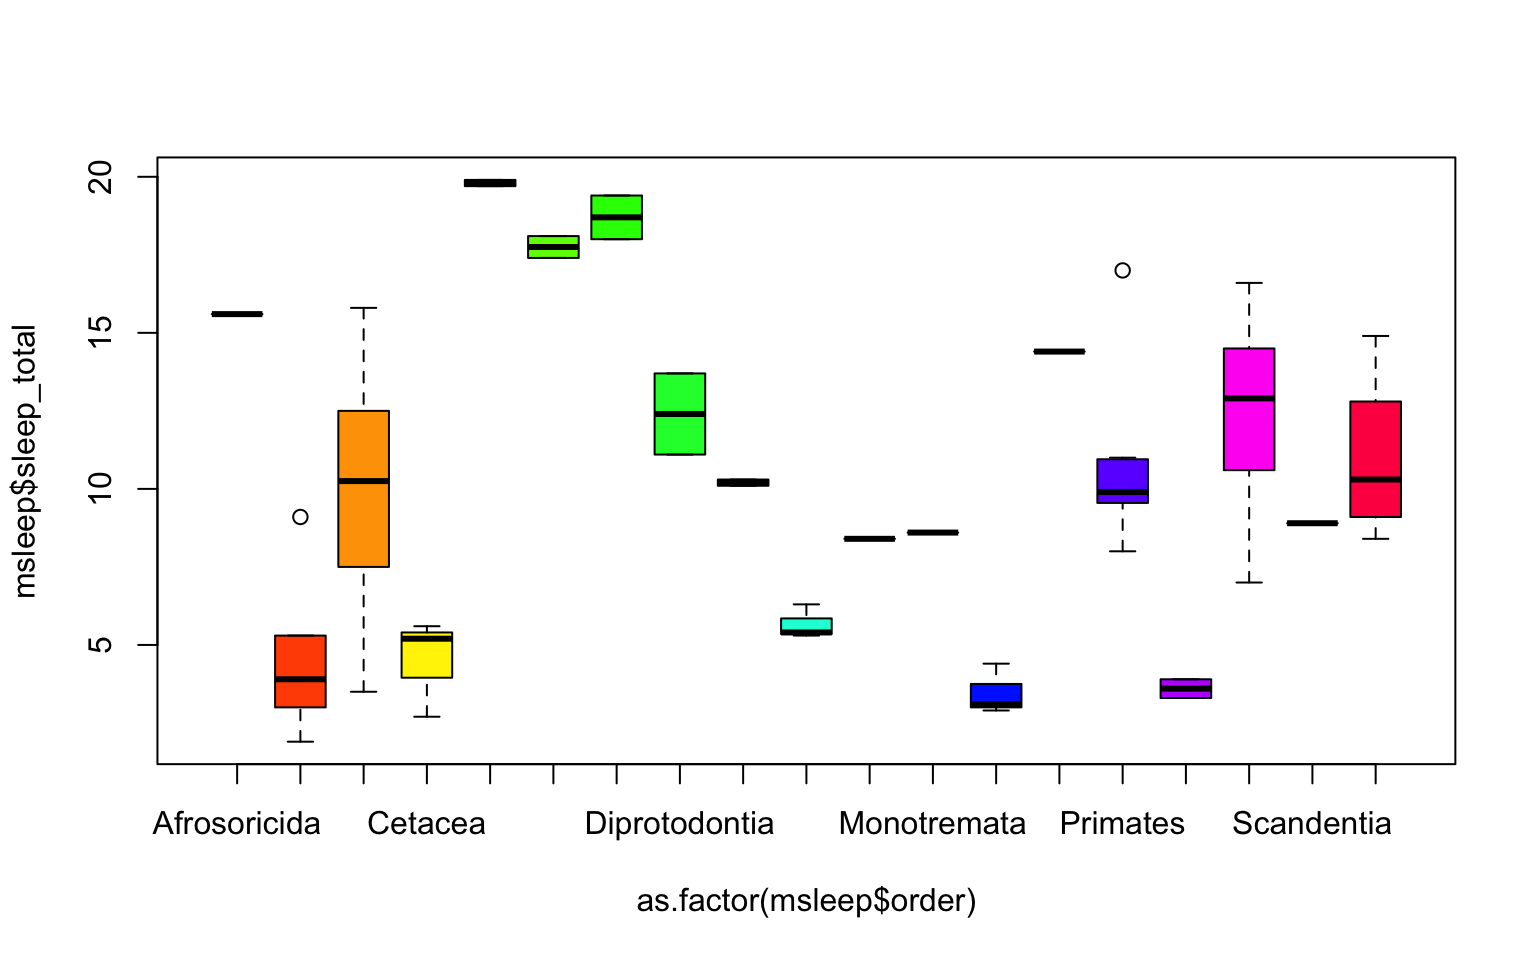 msleep$sleep_total
20
15
10
5
Afrosoricida Cetacea Diprotodontia Monotremata Primates Scandentia
as.factor(msleep$order)